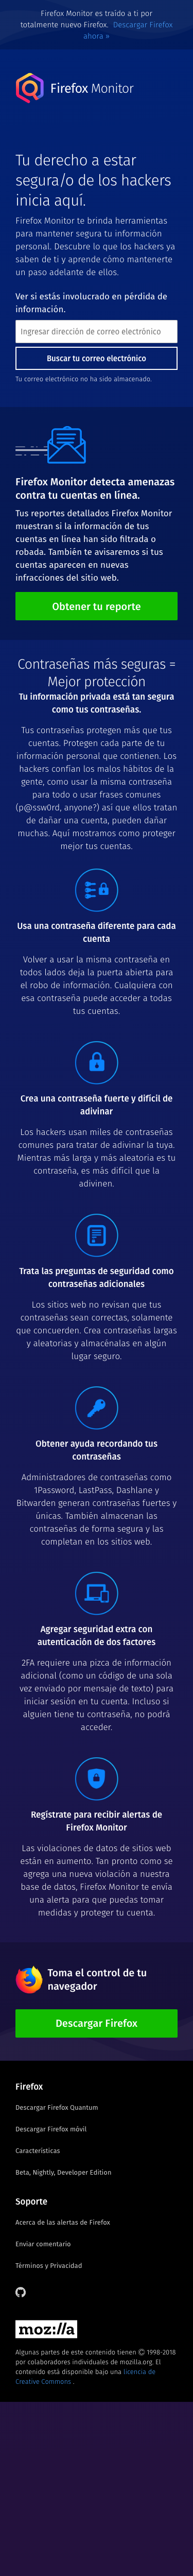 Firefox Monitor es traído a ti por
totalmente nuevo Firefox. Descargar Firefox
ahora »
Firefox Monitor
Tu derecho a estar
segura/o de los hackers
inicia aquí.
Firefox Monitor te brinda herramientas
para mantener segura tu información
personal. Descubre lo que los hackers ya
saben de ti y aprende cómo mantenerte
un paso adelante de ellos.
Ver si estás involucrado en pérdida de
información.
Ingresar dirección de correo electrónico
Buscar tu correo electrónico
Tu correo electrónico no ha sido almacenado.
Firefox Monitor detecta amenazas
contra tu cuentas en línea.
Tus reportes detallados Firefox Monitor
muestran si la información de tus
cuentas en línea han sido filtrada o
robada. También te avisaremos si tus
cuentas aparecen en nuevas
infracciones del sitio web.
Obtener tu reporte
Contraseñas más seguras =
Mejor protección
Tu información privada está tan segura
como tus contraseñas.
Tus contraseñas protegen más que tus
cuentas. Protegen cada parte de tu
información personal que contienen. Los
hackers confían los malos hábitos de la
gente, como usar la misma contraseña
para todo o usar frases comunes
(p@ssw0rd, anyone?) así que ellos tratan
de dañar una cuenta, pueden dañar
muchas. Aquí mostramos como proteger
mejor tus cuentas.
Usa una contraseña diferente para cada
cuenta
Volver a usar la misma contraseña en
todos lados deja la puerta abierta para
el robo de información. Cualquiera con
esa contraseña puede acceder a todas
tus cuentas.
Crea una contraseña fuerte y difícil de
adivinar
Los hackers usan miles de contraseñas
comunes para tratar de adivinar la tuya.
Mientras más larga y más aleatoria es tu
contraseña, es más difícil que la
adivinen.
Trata las preguntas de seguridad como
contraseñas adicionales
Los sitios web no revisan que tus
contraseñas sean correctas, solamente
que concuerden. Crea contraseñas largas
y aleatorias y almacénalas en algún
lugar seguro.
Obtener ayuda recordando tus
contraseñas
Administradores de contraseñas como
1Password, LastPass, Dashlane y
Bitwarden generan contraseñas fuertes y
únicas. También almacenan las
contraseñas de forma segura y las
completan en los sitios web.
Agregar seguridad extra con
autenticación de dos factores
2FA requiere una pizca de información
adicional (como un código de una sola
vez enviado por mensaje de texto) para
iniciar sesión en tu cuenta. Incluso si
alguien tiene tu contraseña, no podrá
acceder.
Regístrate para recibir alertas de
Firefox Monitor
Las violaciones de datos de sitios web
están en aumento. Tan pronto como se
agrega una nueva violación a nuestra
base de datos, Firefox Monitor te envía
una alerta para que puedas tomar
medidas y proteger tu cuenta.
Toma el control de tu
navegador
Descargar Firefox
Firefox
Descargar Firefox Quantum
Descargar Firefox móvil
Características
Beta, Nightly, Developer Edition
Soporte
Acerca de las alertas de Firefox
Enviar comentario
Términos y Privacidad
moz://a
Algunas partes de este contenido tienen © 1998-2018
por colaboradores individuales de mozilla.org. El
contenido está disponible bajo una licencia de
Creative Commons .